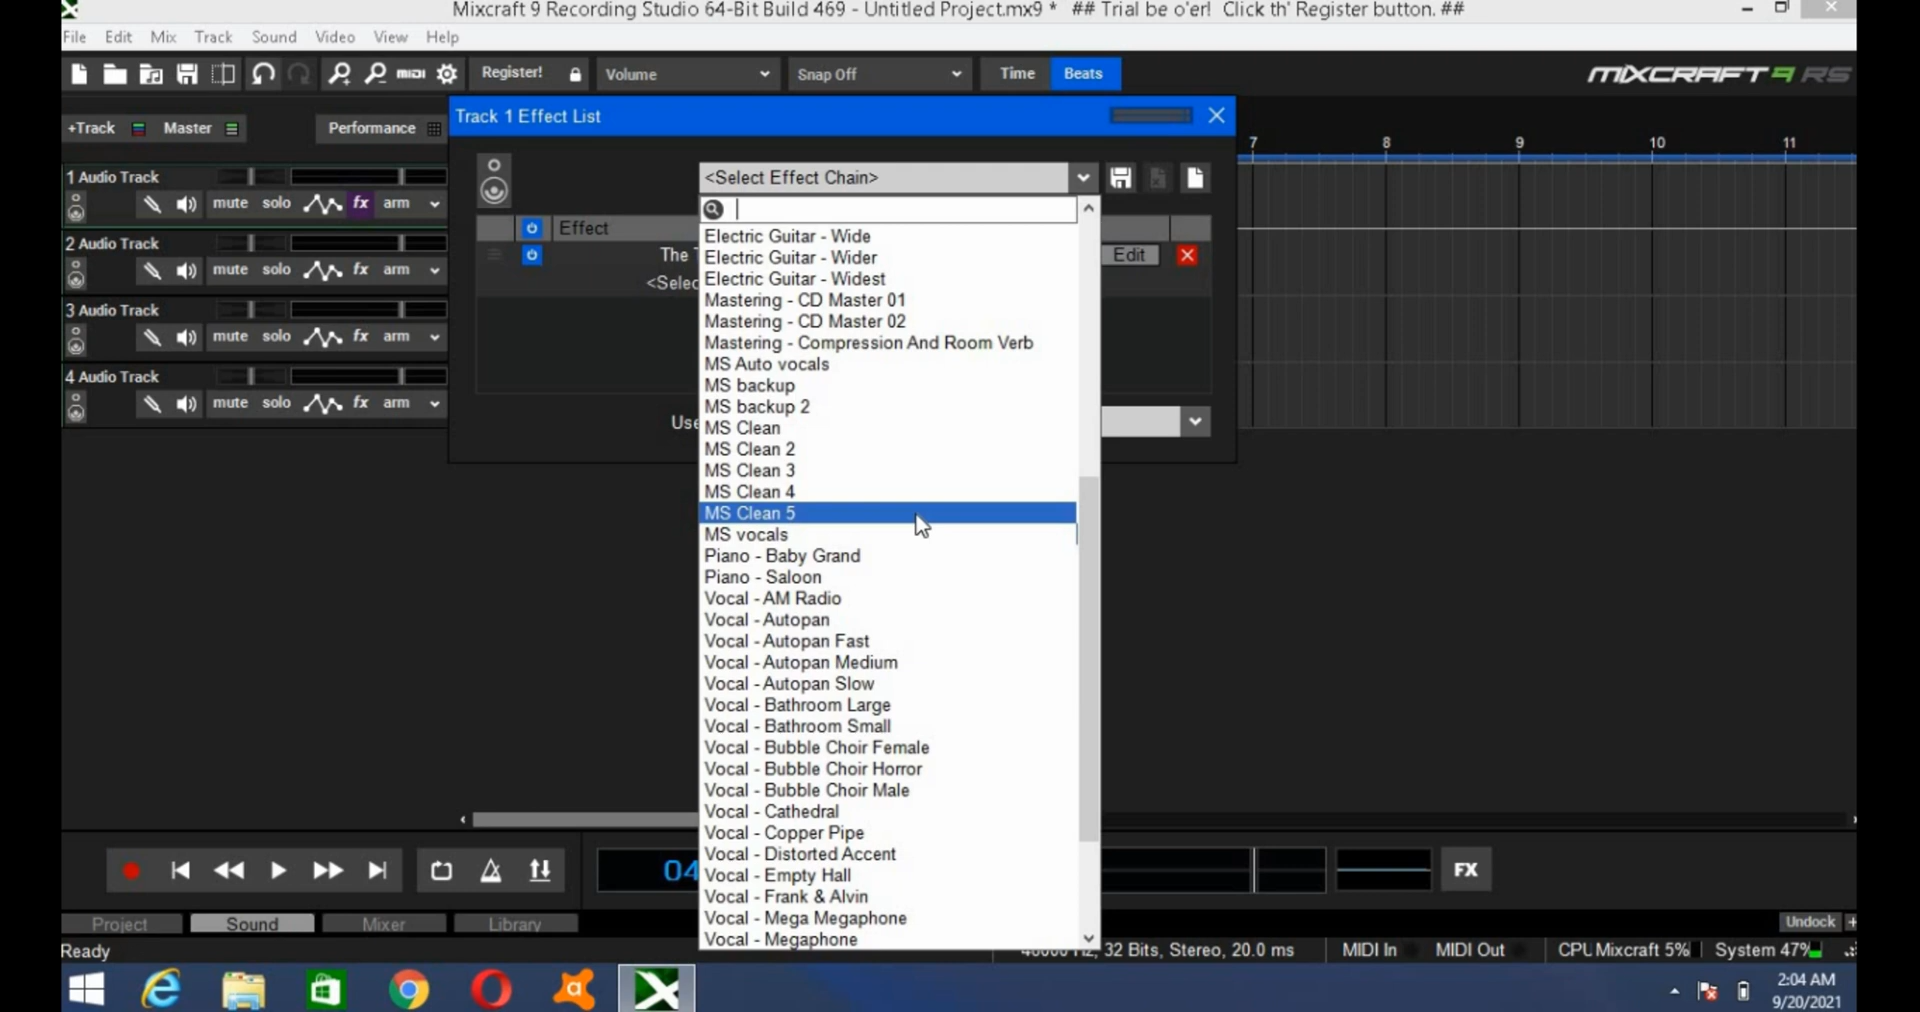 Mixcraft 9 Recording Studio 64-Bit Build 469 - Untitled Project.mx9 * ## Trial be o'er! Click th' Register button. ##
File Edit Mix Track Sound Video View Help
MIDI Register! Volume Snap Off Time Beats MIXCRAFT 9 RS
Track 1 Effect List
+Track Master Performance
7 8 9 10 11
1 Audio Track
mute solo fx arm
2 Audio Track
mute solo fx arm
3 Audio Track
mute solo fx arm
4 Audio Track
mute solo fx arm
<Select Effect Chain>
Effect
The
Edit
<Selec
Use
Electric Guitar - Wide
Electric Guitar - Wider
Electric Guitar - Widest
Mastering - CD Master 01
Mastering - CD Master 02
Mastering - Compression And Room Verb
MS Auto vocals
MS backup
MS backup 2
MS Clean
MS Clean 2
MS Clean 3
MS Clean 4
MS Clean 5
MS vocals
Piano - Baby Grand
Piano - Saloon
Vocal - AM Radio
Vocal - Autopan
Vocal - Autopan Fast
Vocal - Autopan Medium
Vocal - Autopan Slow
Vocal - Bathroom Large
Vocal - Bathroom Small
Vocal - Bubble Choir Female
Vocal - Bubble Choir Horror
Vocal - Bubble Choir Male
Vocal - Cathedral
Vocal - Copper Pipe
Vocal - Distorted Accent
Vocal - Empty Hall
Vocal - Frank & Alvin
Vocal - Mega Megaphone
Vocal - Megaphone
04 FX
Project Sound Mixer Library Undock
Ready 32 Bits, Stereo, 20.0 ms MIDI In MIDI Out CPU Mixcraft 5% System 47%
2:04 AM
9/20/2021